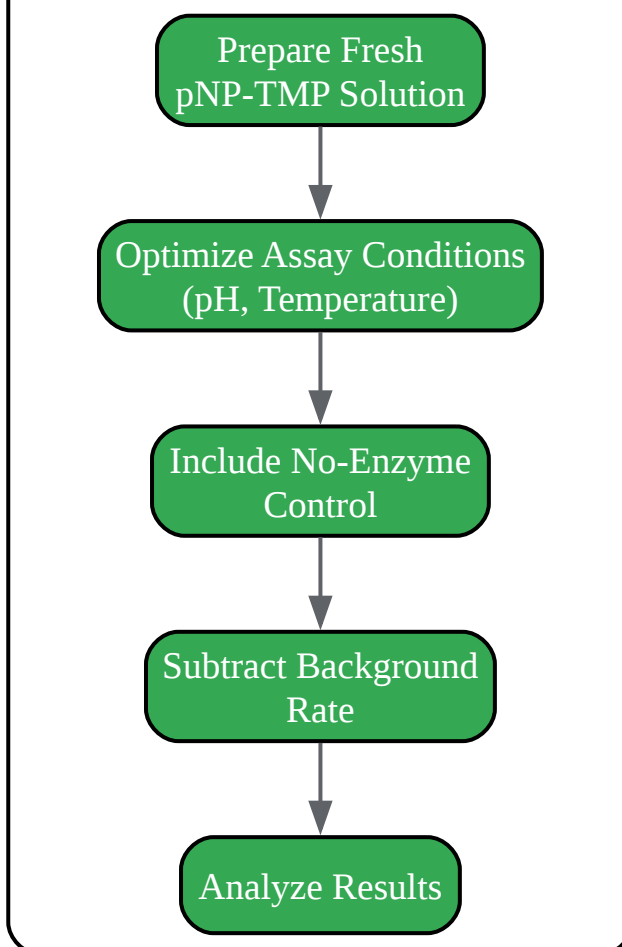 Prepare Fresh
pNP-TMP Solution
Optimize Assay Conditions
(pH, Temperature)
Include No-Enzyme
Control
Subtract Background
Rate
Analyze Results